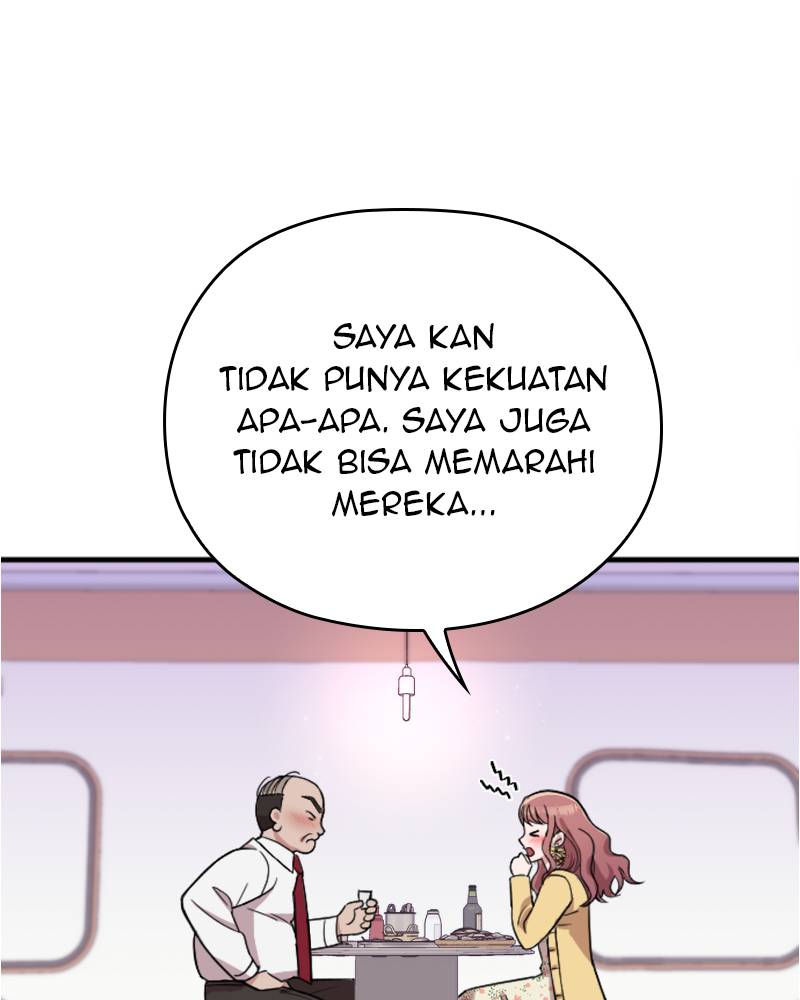 SAYA KAN
TIDAK PUNYA KEKUATAN
APA-APA. SAYA JUGA
TIDAK BISA MEMARAHI
MEREKA...